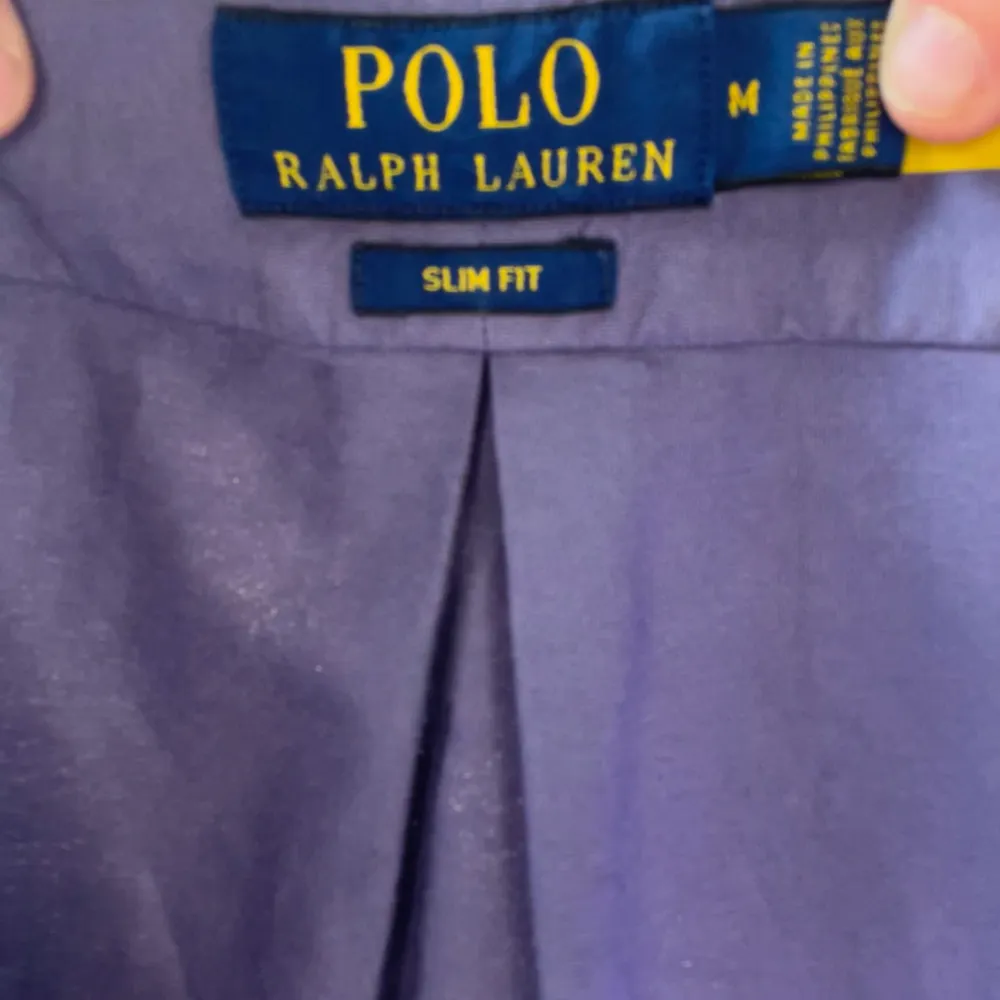 POLO
RALPH LAUREN
M
MADE IN
PHILIPPINES
FABRIQUÉ AUX
PHILIPPINES
SLIM FIT